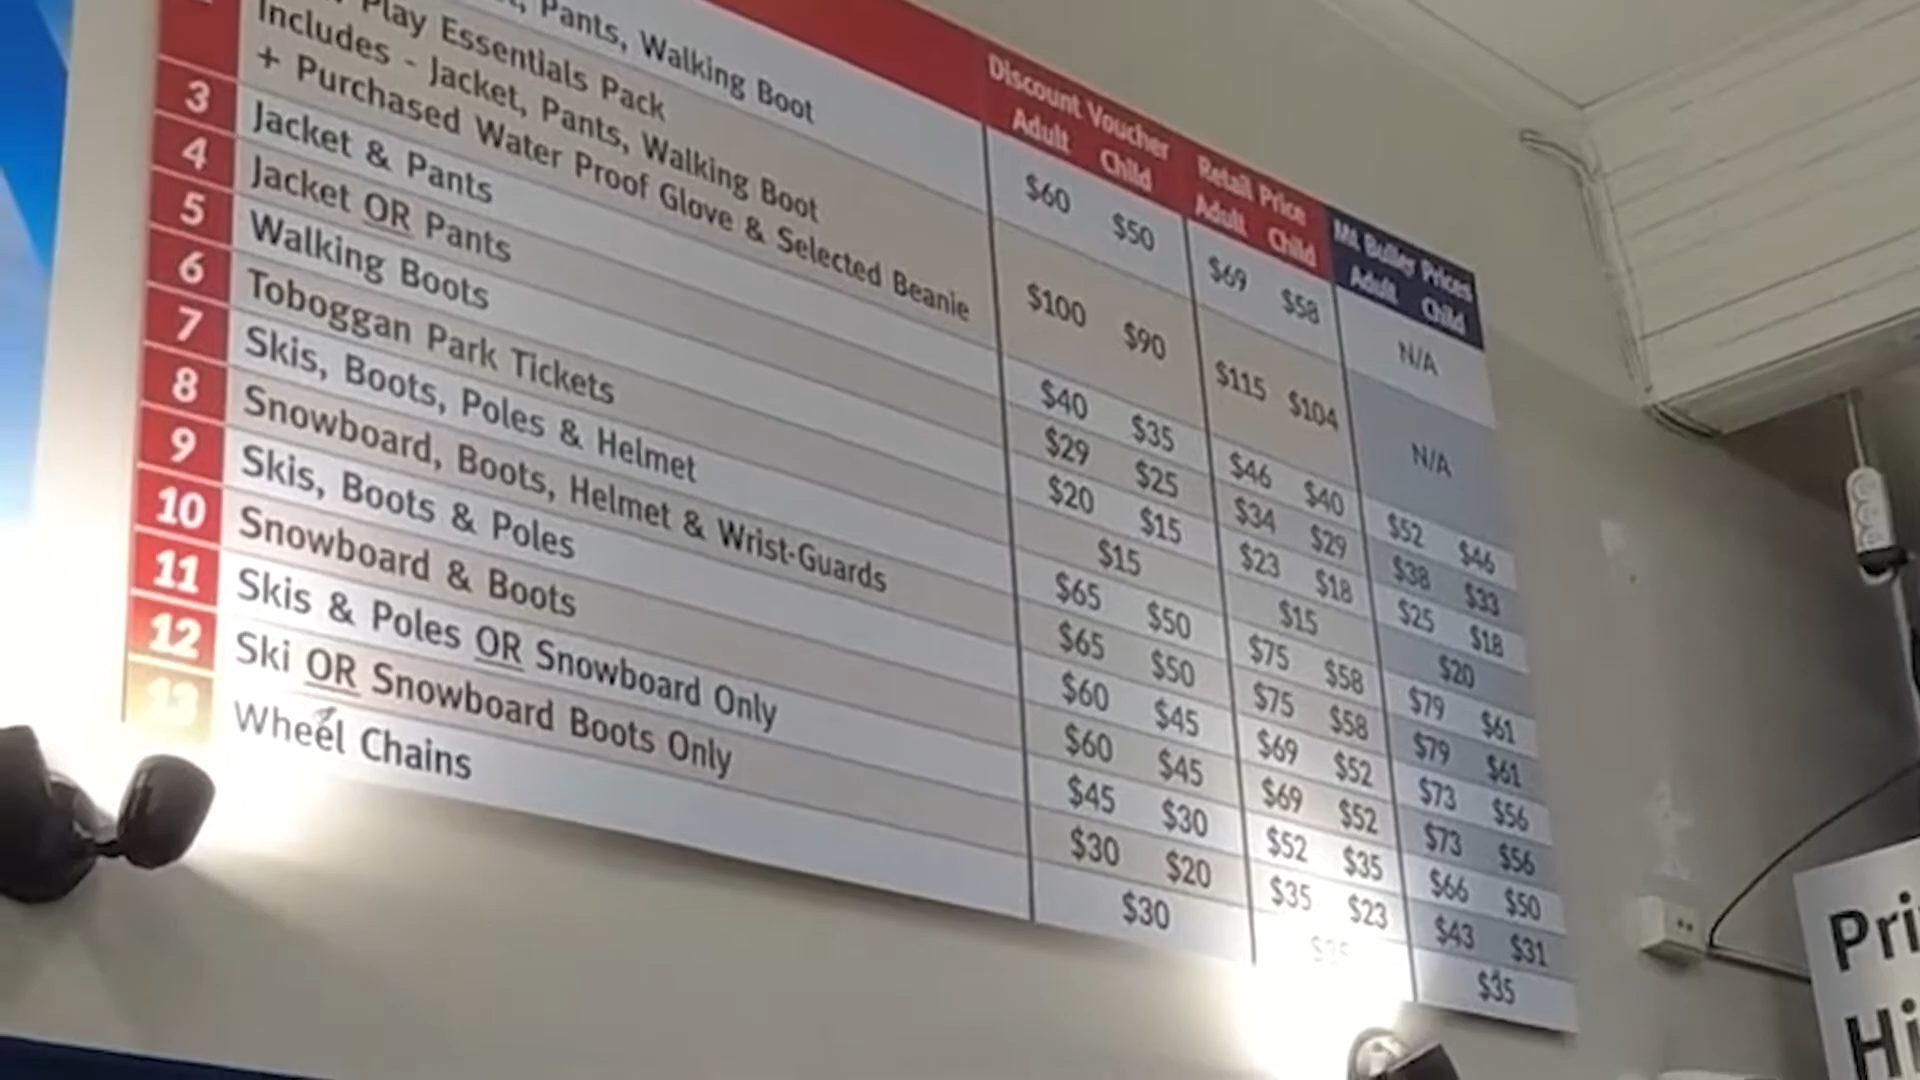 Pants, Walking Boot
Play Essentials Pack
Includes - Jacket, Pants, Walking Boot
+ Purchased Water Proof Glove & Selected Beanie
Discount Voucher
Adult Child
Retail Price
Adult Child
Mt Buller Prices
Adult Child
$60 $50 $69 $58 N/A
$100 $90 $115 $104 N/A
3 Jacket & Pants $40 $35 $46 $40 $52 $46
4 Jacket OR Pants $29 $25 $34 $29 $38 $33
5 Walking Boots $20 $15 $23 $18 $25 $18
6 Toboggan Park Tickets $15 $15 $20
7 Skis, Boots, Poles & Helmet $65 $50 $75 $58 $79 $61
8 Snowboard, Boots, Helmet & Wrist-Guards $65 $50 $75 $58 $79 $61
9 Skis, Boots & Poles $60 $45 $69 $52 $73 $56
10 Snowboard & Boots $60 $45 $69 $52 $73 $56
11 Skis & Poles OR Snowboard Only $45 $30 $52 $35 $66 $50
12 Ski OR Snowboard Boots Only $30 $20 $35 $23 $43 $31
13 Wheel Chains $30 $35
Pri
Hi